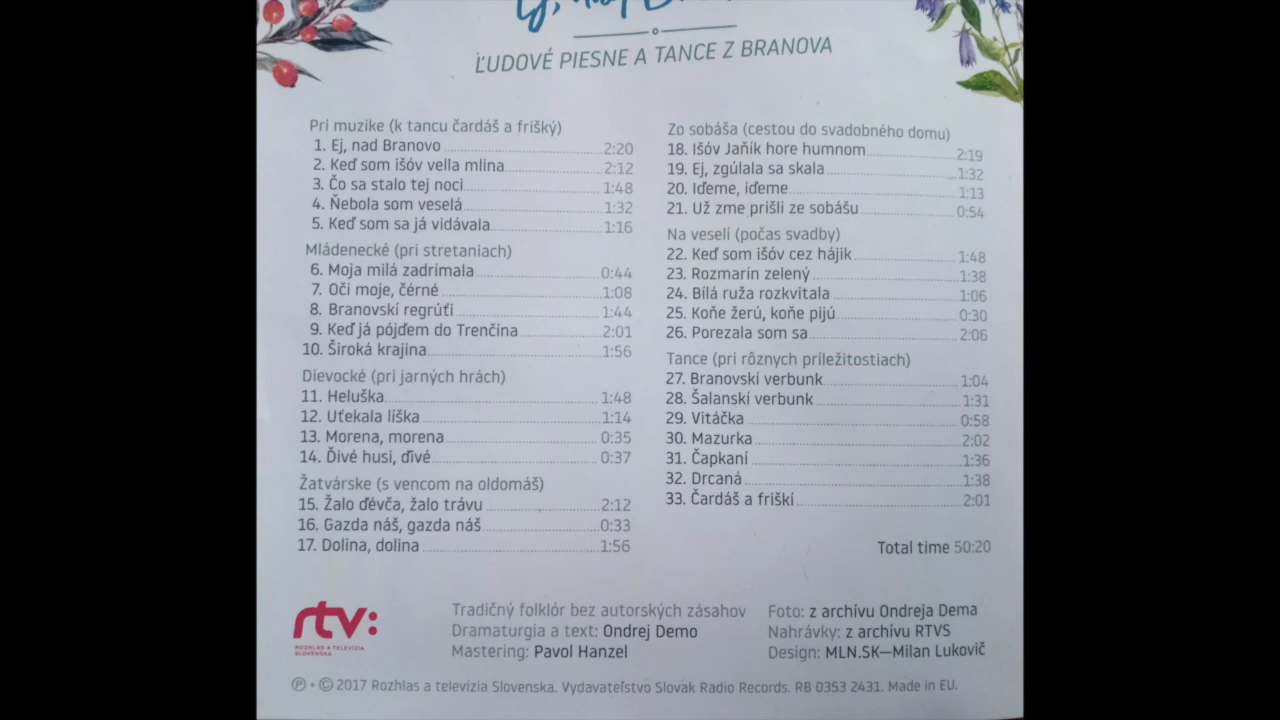 ĽUDOVÉ PIESNE A TANCE Z BRANOVA
Pri muzike (k tancu čardáš a frišký)
1. Ej, nad Branovo 2:20
2. Keď som išóv vella mlina 2:12
3. Čo sa stalo tej noci 1:48
4. Ňebola som veselá 1:32
5. Keď som sa já vidávala 1:16
Mládenecké (pri stretaniach)
6. Moja milá zadrímala 0:44
7. Oči moje, čérné 1:08
8. Branovskí regrúťi 1:44
9. Keď já pójďem do Trenčína 2:01
10. Široká krajina 1:56
Dievocké (pri jarných hrách)
11. Heluška 1:48
12. Uťekala líška 1:14
13. Morena, morena 0:35
14. Ďivé husi, ďivé 0:37
Žatvárske (s vencom na oldomáš)
15. Žalo ďévča, žalo trávu 2:12
16. Gazda náš, gazda náš 0:33
17. Dolina, dolina 1:56
Zo sobáša (cestou do svadobného domu)
18. Išóv Jaňík hore humnom 2:19
19. Ej, zgúlala sa skala 1:32
20. Iďeme, iďeme 1:13
21. Už zme prišli ze sobášu 0:54
Na veselí (počas svadby)
22. Keď som išóv cez hájik 1:48
23. Rozmarín zelený 1:38
24. Bílá ruža rozkvitala 1:06
25. Koňe žerú, koňe pijú 0:30
26. Porezala som sa 2:06
Tance (pri rôznych príležitostiach)
27. Branovskí verbunk 1:04
28. Šalanskí verbunk 1:31
29. Vitáčka 0:58
30. Mazurka 2:02
31. Čapkaní 1:36
32. Drcaná 1:38
33. Čardáš a friškí 2:01
Total time 50:20
rtv:
ROZHLAS A TELEVÍZIA
SLOVENSKA
Tradičný folklór bez autorských zásahov
Dramaturgia a text: Ondrej Demo
Mastering: Pavol Hanzel
Foto: z archívu Ondreja Dema
Nahrávky: z archívu RTVS
Design: MLN.SK—Milan Lukovič
Ⓟ + © 2017 Rozhlas a televízia Slovenska. Vydavateľstvo Slovak Radio Records. RB 0353 2431. Made in EU.